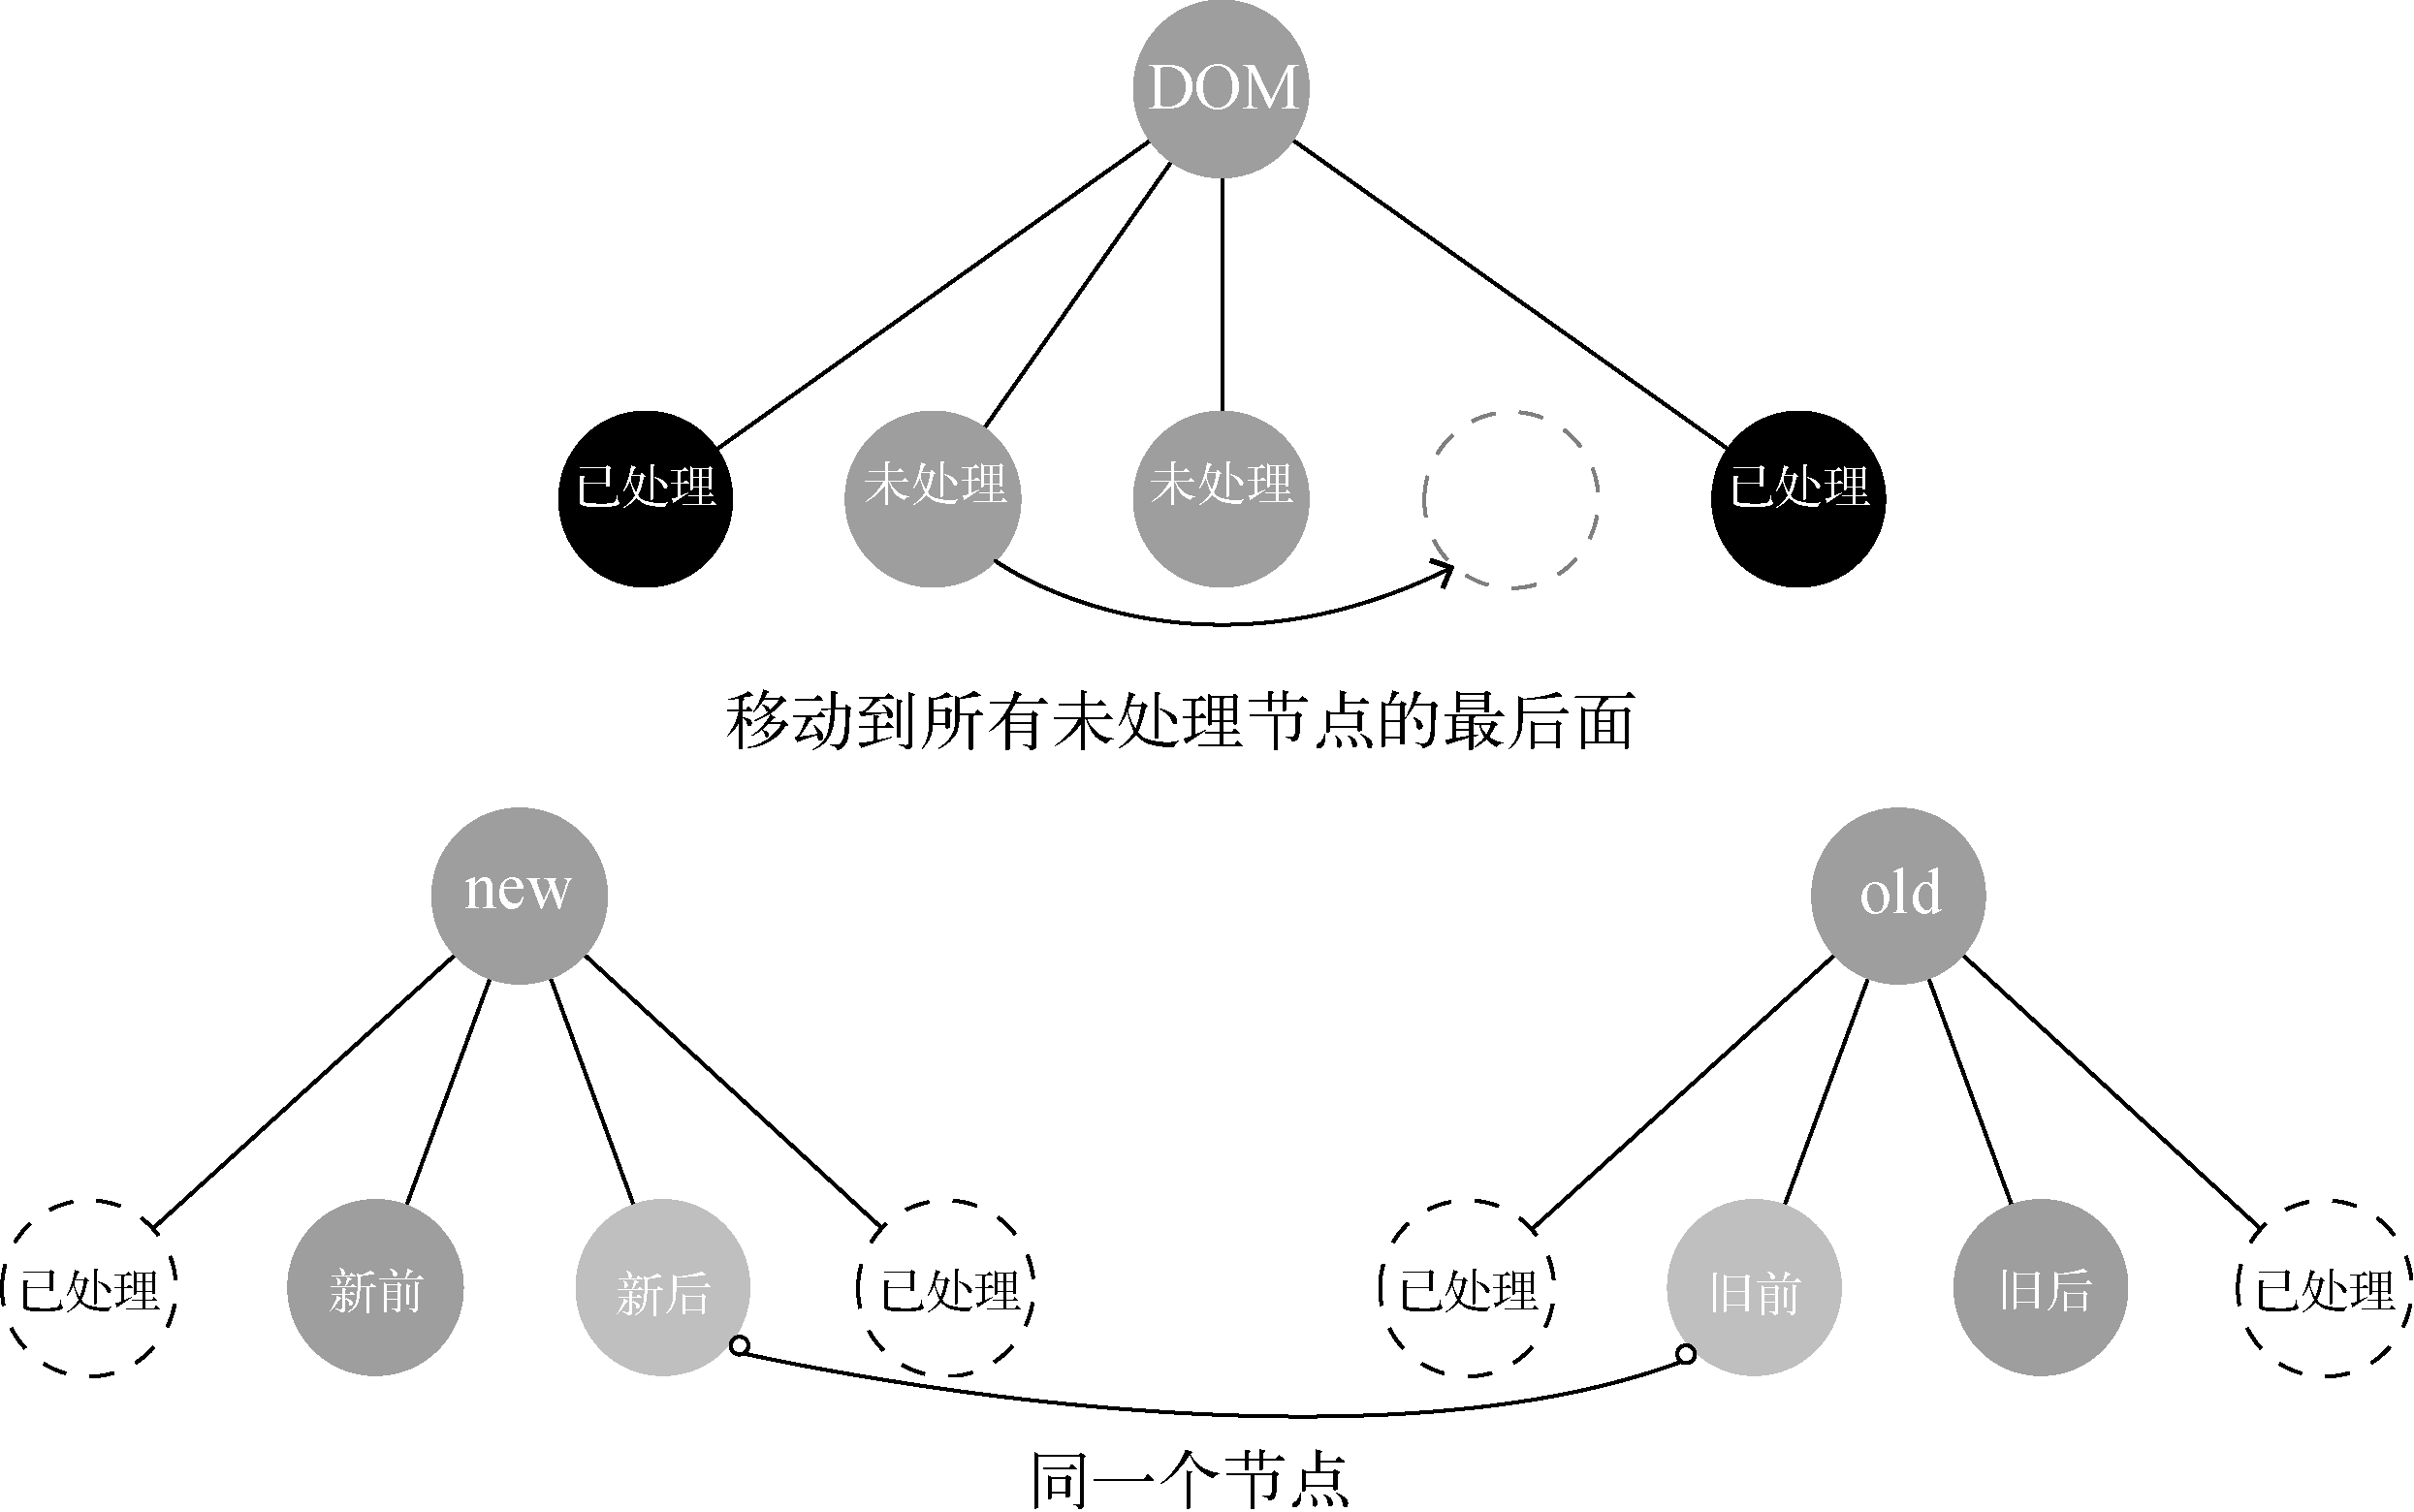 DOM
已处理 未处理 未处理 已处理
移动到所有未处理节点的最后面
new old
已处理 新前 新后 已处理 已处理 旧前 旧后 已处理
同一个节点